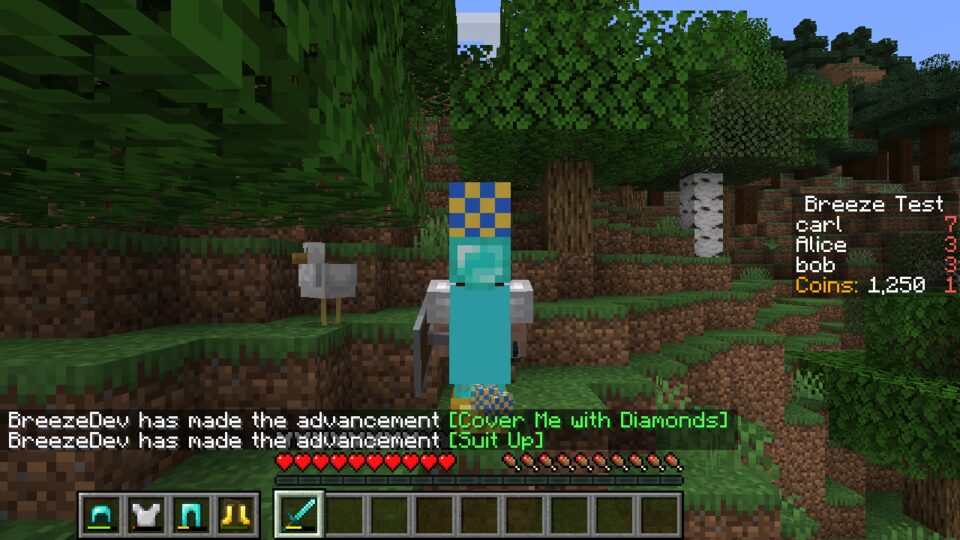 Breeze Test
carl 7
Alice 3
bob 3
Coins: 1,250 1
BreezeDev has made the advancement [Cover Me with Diamonds]
BreezeDev has made the advancement [Suit Up]